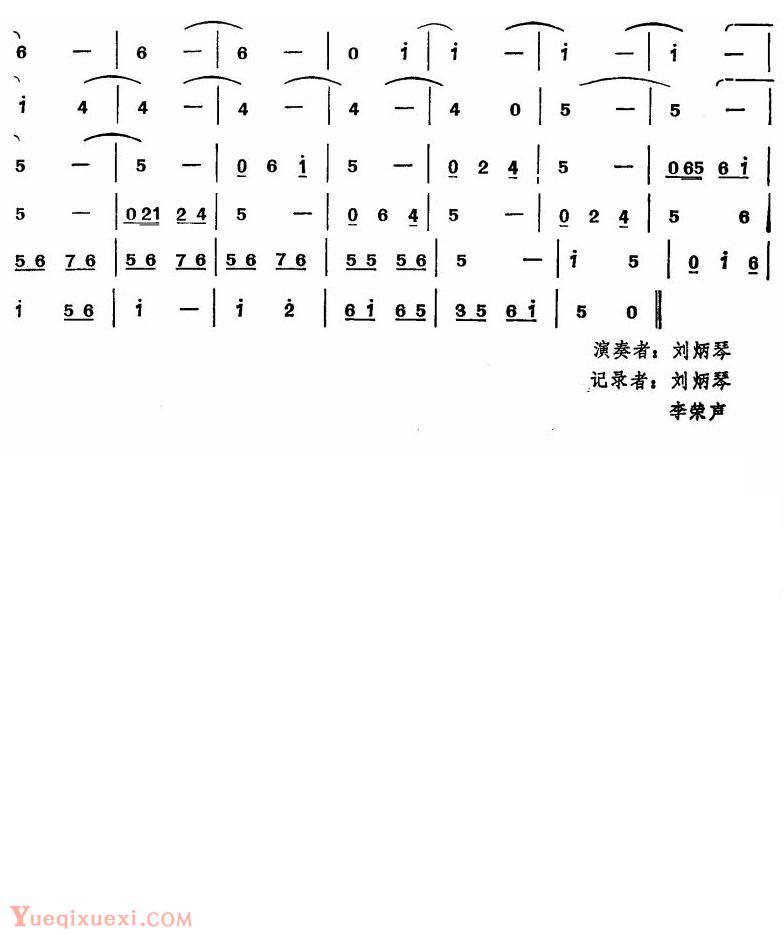 6 — | 6 — | 6 — | 0 i | i — | i — | i — |
i 4 | 4 — | 4 — | 4 — | 4 0 | 5 — | 5 — |
5 — | 5 — | 0 6 i | 5 — | 0 2 4 | 5 — | 065 6i |
5 — | 021 24 | 5 — | 0 6 4 | 5 — | 0 2 4 | 5 6 |
56 76 | 56 76 | 56 76 | 55 56 | 5 — | i 5 | 0 i 6 |
i 56 | i — | i 2̇ | 6i 65 | 35 6i | 5 0 ‖
演奏者：刘炳琴
记录者：刘炳琴
李荣声
Yueqixuexi.com